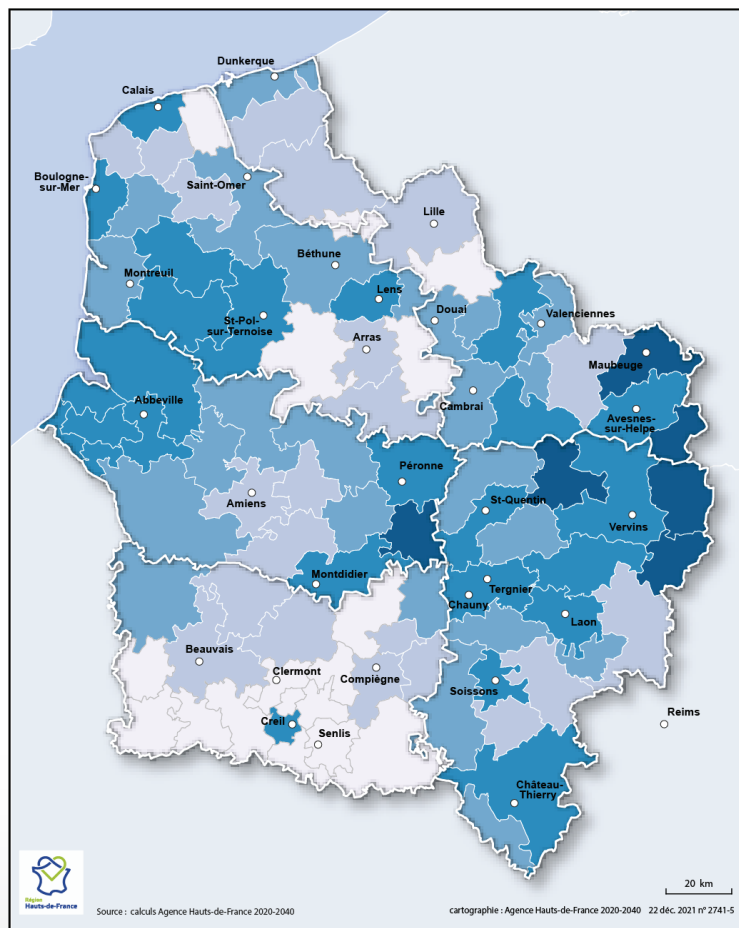 Dunkerque
Calais
Boulogne-
sur-Mer
Saint-Omer
Lille
Béthune
Montreuil
Lens
St-Pol-
sur-Ternoise
Douai
Valenciennes
Arras
Maubeuge
Cambrai
Avesnes-
sur-Helpe
Abbeville
Péronne
Amiens
St-Quentin
Vervins
Montdidier
Tergnier
Chauny
Laon
Beauvais
Clermont
Compiègne
Soissons
Creil
Senlis
Reims
Château-
Thierry
Région
Hauts-de-France
20 km
Source : calculs Agence Hauts-de-France 2020-2040
cartographie : Agence Hauts-de-France 2020-2040 22 déc. 2021 n° 2741-5